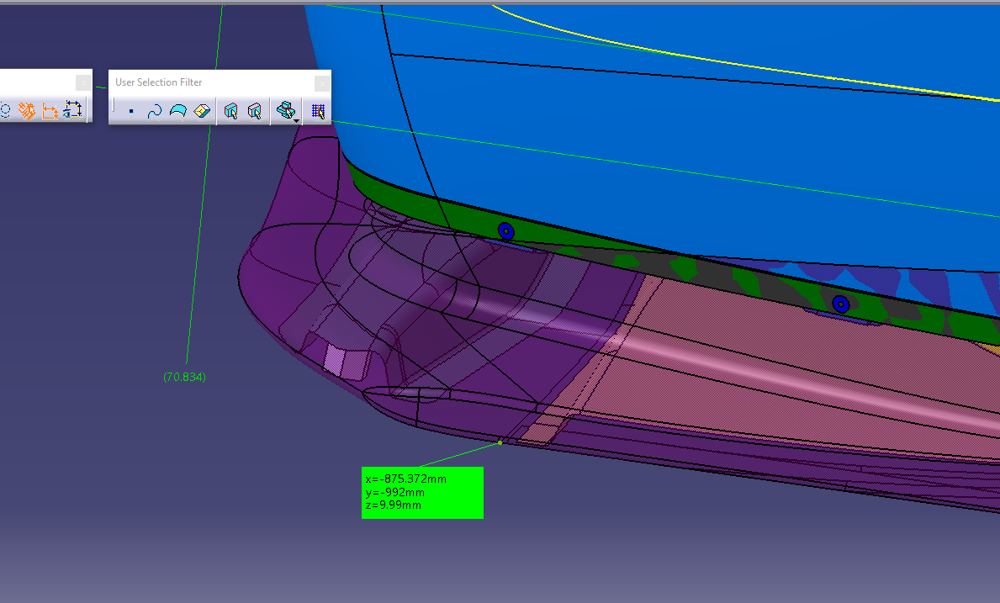 User Selection Filter
(70.834)
x=-875.372mm
y=-992mm
z=9.99mm